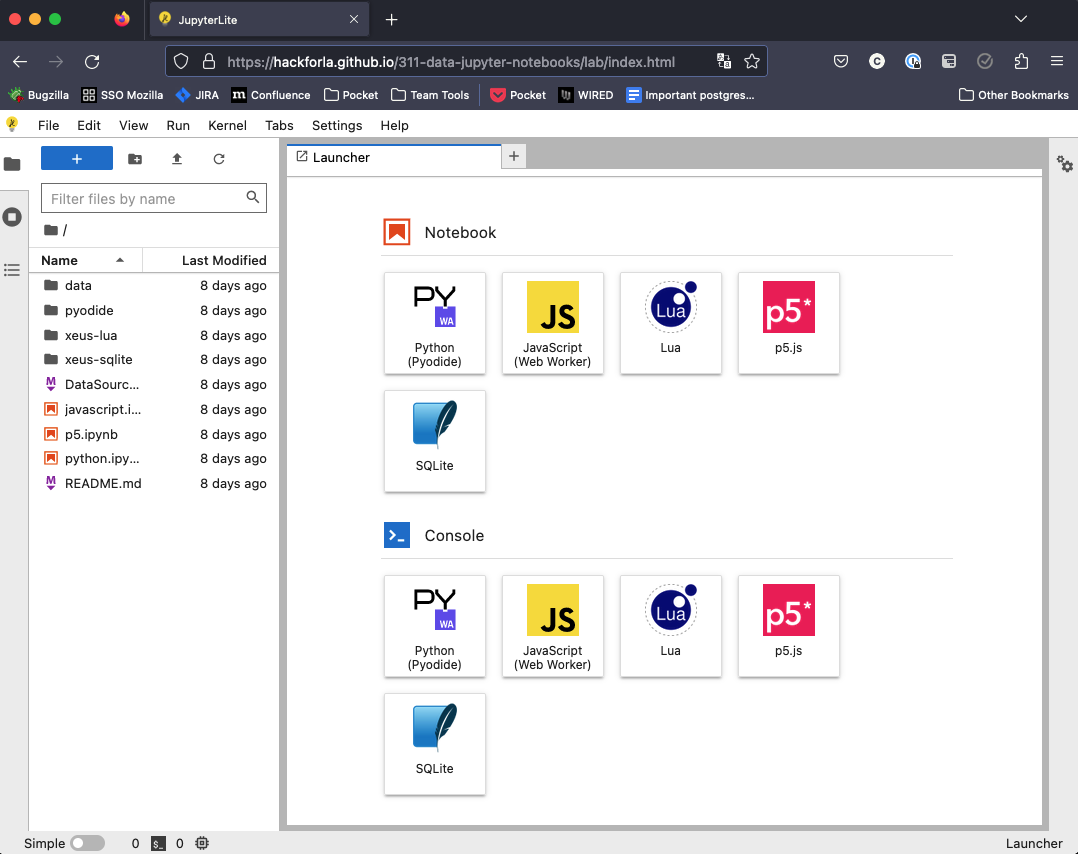 JupyterLite
https://hackforla.github.io/311-data-jupyter-notebooks/lab/index.html
Bugzilla SSO Mozilla JIRA m Confluence Pocket Team Tools Pocket WIRED Important postgres... Other Bookmarks
File Edit View Run Kernel Tabs Settings Help
Launcher
Filter files by name
/
Name Last Modified
data 8 days ago
pyodide 8 days ago
xeus-lua 8 days ago
xeus-sqlite 8 days ago
M DataSourc... 8 days ago
javascript.i... 8 days ago
p5.ipynb 8 days ago
python.ipy... 8 days ago
M README.md 8 days ago
Notebook
PY WA JS Lua p5*
Python (Pyodide)
JavaScript (Web Worker)
Lua
p5.js
SQLite
Console
PY WA JS Lua p5*
Python (Pyodide)
JavaScript (Web Worker)
Lua
p5.js
SQLite
Simple 0 $_ 0 Launcher